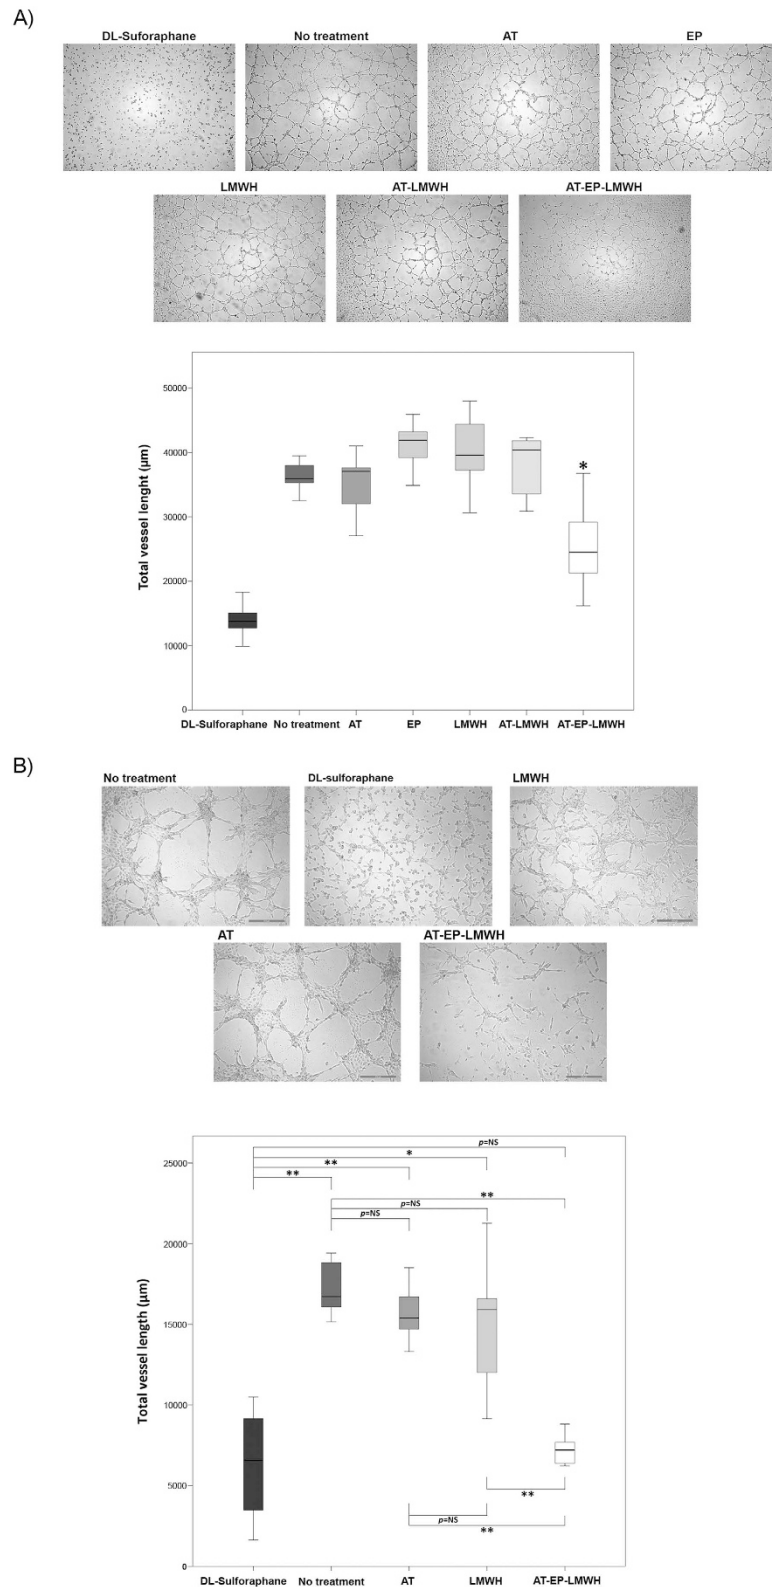 A)
DL-Suforaphane No treatment AT EP
LMWH AT-LMWH AT-EP-LMWH
Total vessel lenght (µm)
50000
40000
30000
20000
10000
0
*
DL-Sulforaphane No treatment AT EP LMWH AT-LMWH AT-EP-LMWH
B)
No treatment DL-sulforaphane LMWH
AT AT-EP-LMWH
Total vessel length (µm)
25000
20000
15000
10000
5000
0
p=NS
*
**
**
**
p=NS
p=NS
**
p=NS
**
DL-Sulforaphane No treatment AT LMWH AT-EP-LMWH